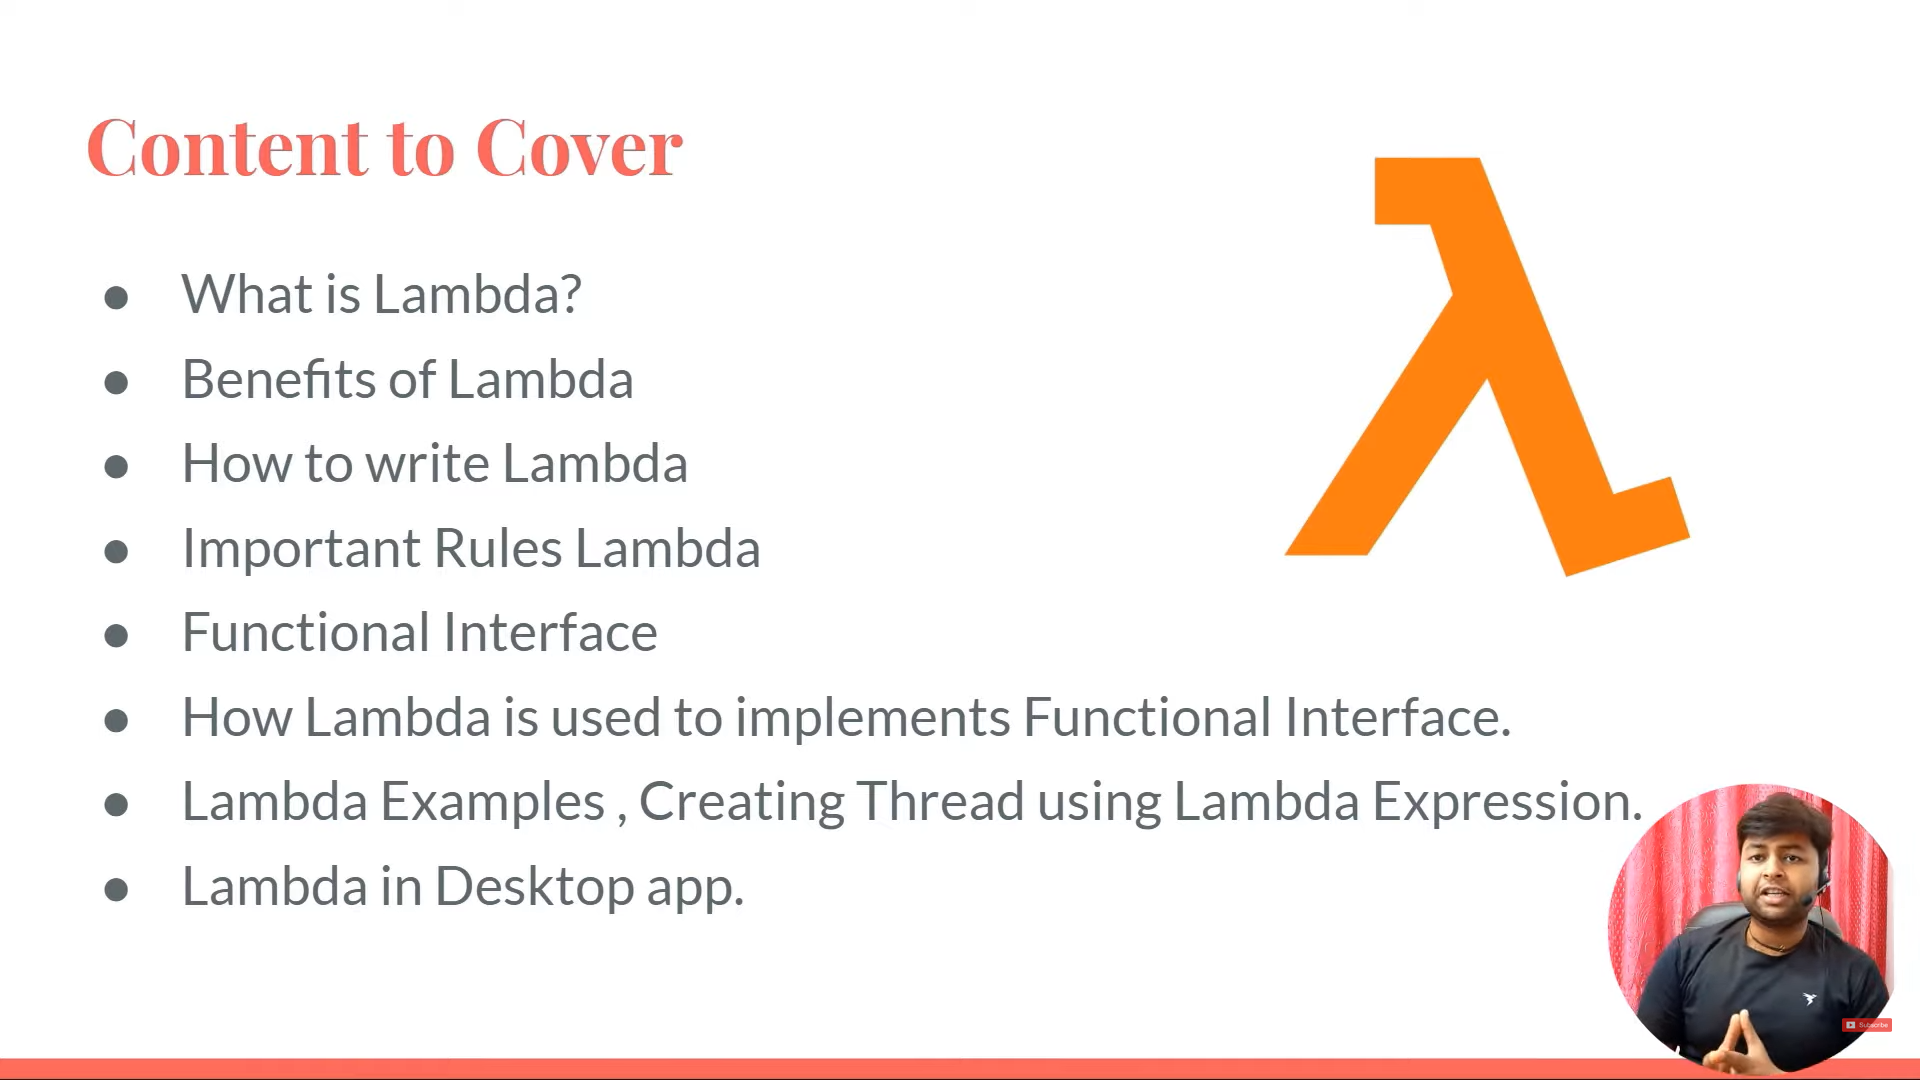 Content to Cover
● What is Lambda?
● Benefits of Lambda
● How to write Lambda
● Important Rules Lambda
● Functional Interface
● How Lambda is used to implements Functional Interface.
● Lambda Examples , Creating Thread using Lambda Expression.
● Lambda in Desktop app.
Subscribe